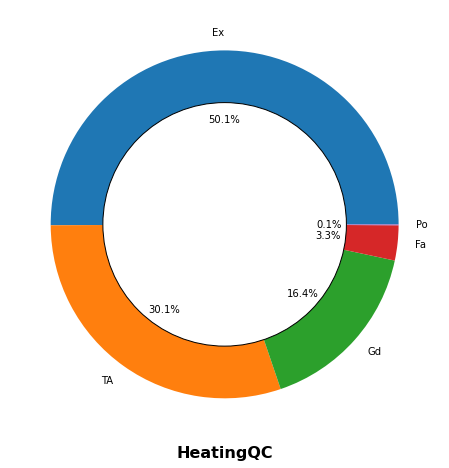 Ex
50.1%
0.1%
Po
3.3%
Fa
16.4%
30.1%
Gd
TA
HeatingQC